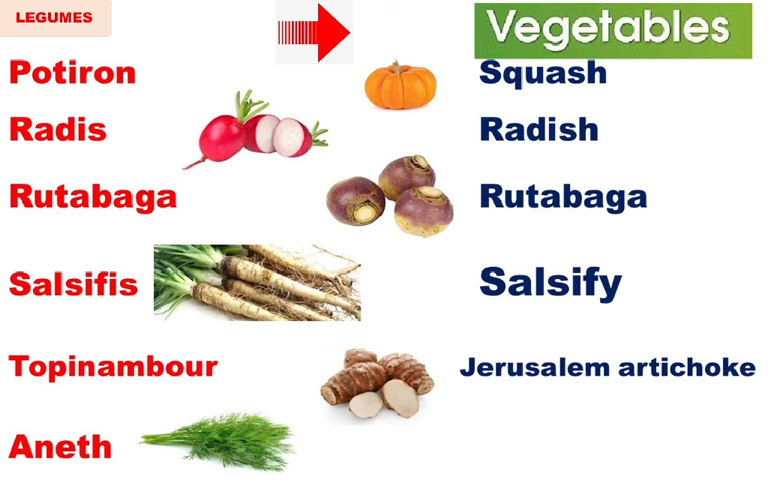 LEGUMES
Vegetables
Potiron
Squash
Radis
Radish
Rutabaga
Rutabaga
Salsifis
Salsify
Topinambour
Jerusalem artichoke
Aneth